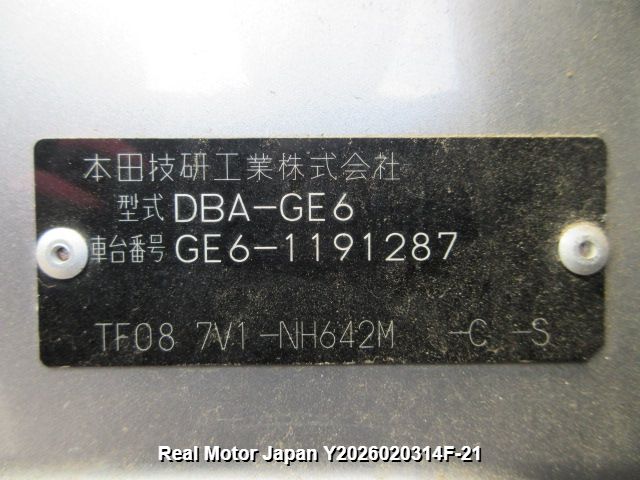 本田技研工業株式会社
型式 DBA-GE6
車台番号 GE6-1191287
TF08 7V1-NH642M -C -S
Real Motor Japan Y2026020314F-21